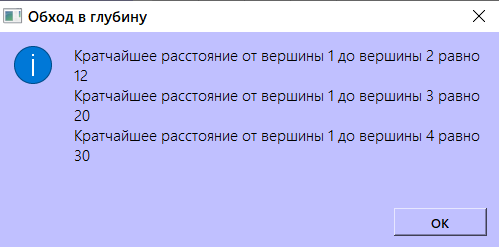 Обход в глубину
Кратчайшее расстояние от вершины 1 до вершины 2 равно
12
Кратчайшее расстояние от вершины 1 до вершины 3 равно
20
Кратчайшее расстояние от вершины 1 до вершины 4 равно
30
ОК